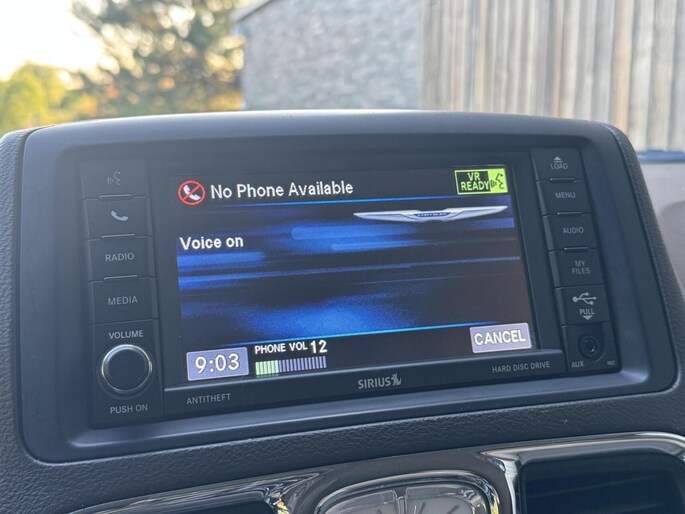 No Phone Available
VR
READY
Voice on
9:03
PHONE VOL 12
CANCEL
RADIO
MEDIA
VOLUME
PUSH ON
ANTITHEFT
SIRIUS
HARD DISC DRIVE
LOAD
MENU
AUDIO
MY
FILES
PULL
AUX